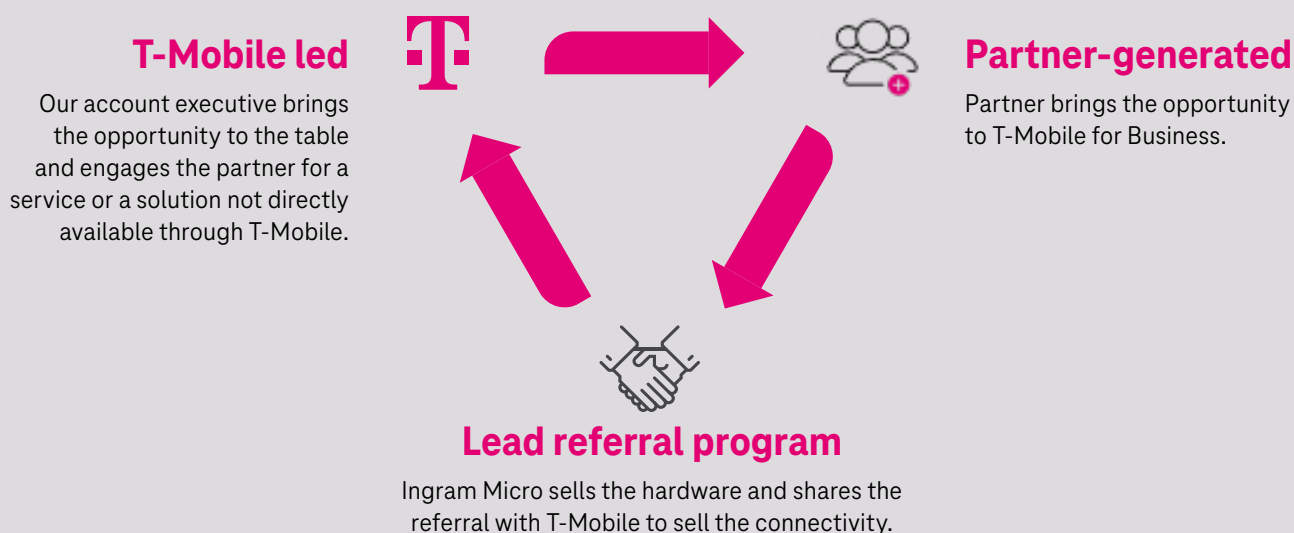 T-Mobile led
Our account executive brings
the opportunity to the table
and engages the partner for a
service or a solution not directly
available through T-Mobile.
T
Partner-generated
Partner brings the opportunity
to T-Mobile for Business.
Lead referral program
Ingram Micro sells the hardware and shares the
referral with T-Mobile to sell the connectivity.